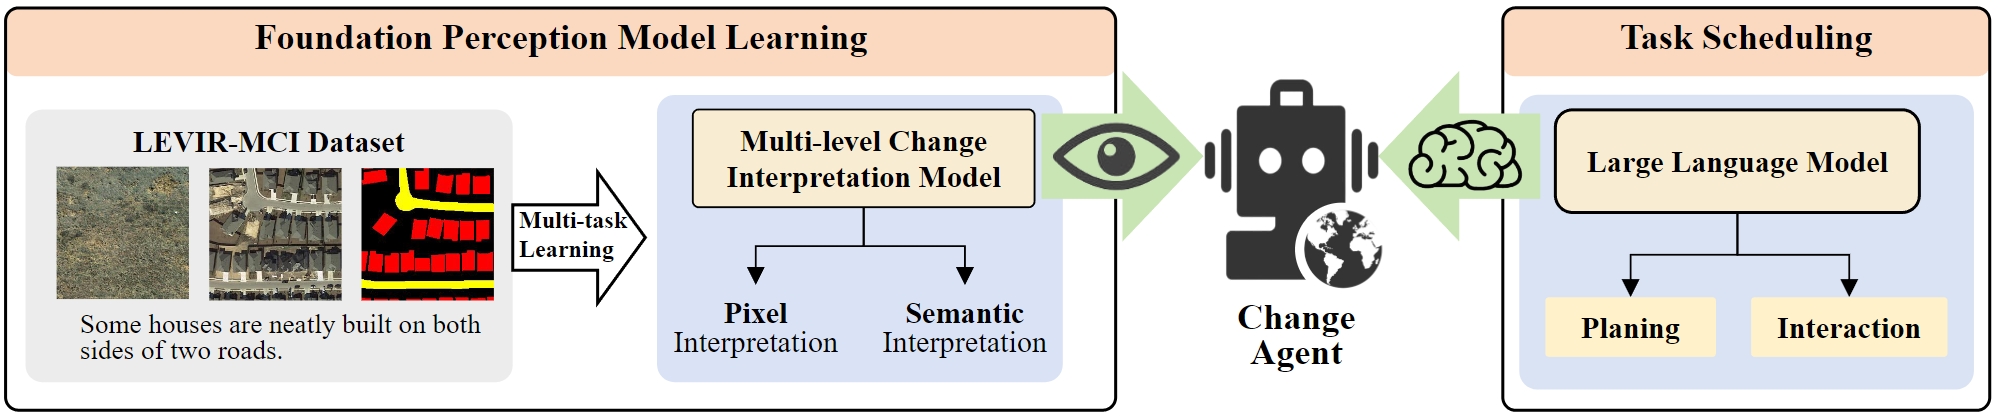 Foundation Perception Model Learning
LEVIR-MCI Dataset
Some houses are neatly built on both
sides of two roads.
Multi-task
Learning
Multi-level Change
Interpretation Model
Pixel
Interpretation
Semantic
Interpretation
Change
Agent
Task Scheduling
Large Language Model
Planing
Interaction